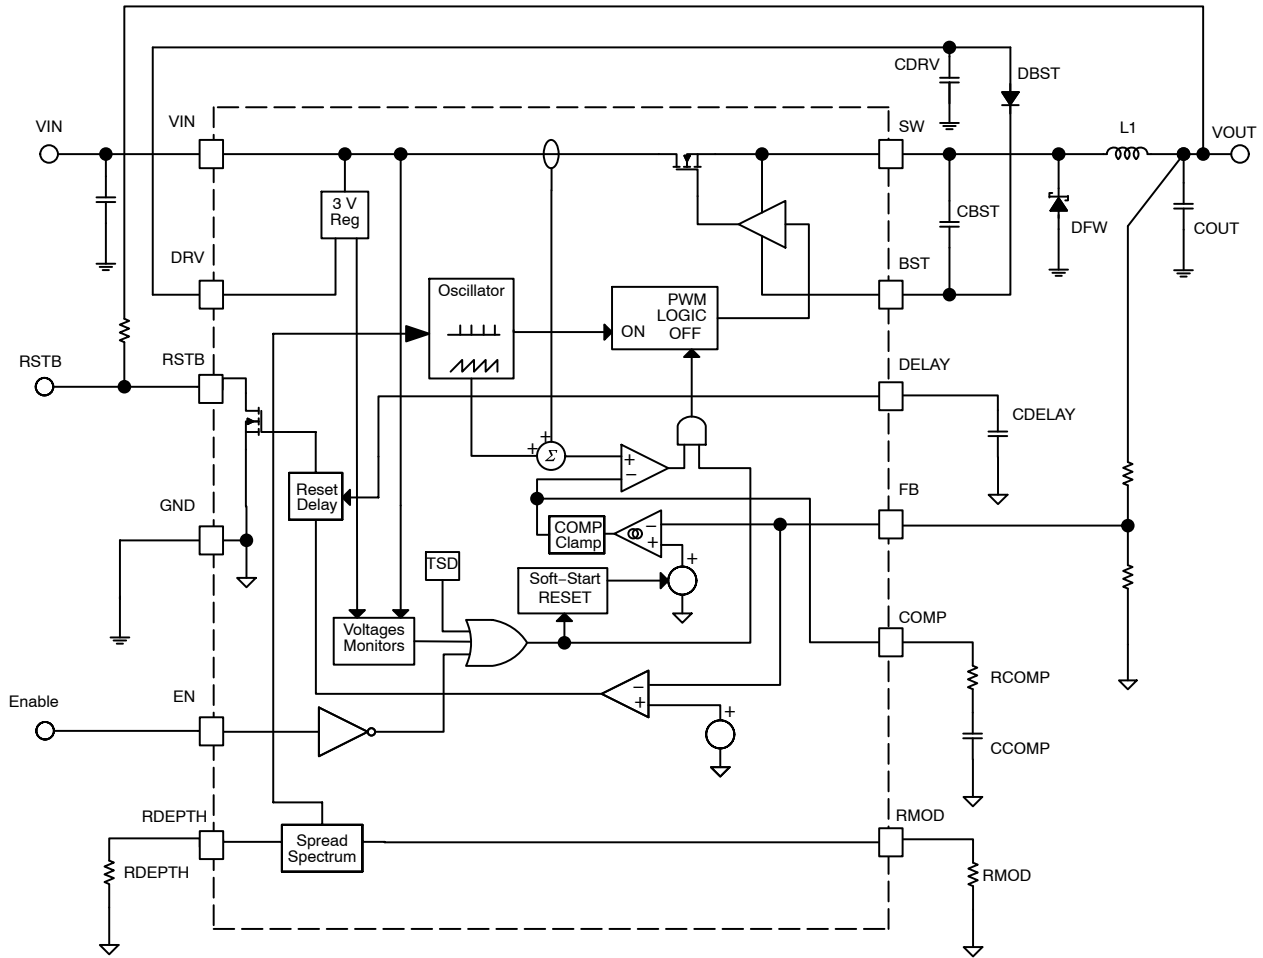 CDRV
DBST
VIN
VIN
SW
L1
VOUT
3 V
Reg
CBST
DFW
COUT
DRV
BST
Oscillator
PWM
LOGIC
ON
OFF
RSTB
RSTB
DELAY
CDELAY
+
+
Σ
+
−
Reset
Delay
GND
FB
COMP
Clamp
−
+
+
TSD
Soft−Start
RESET
Voltages
Monitors
COMP
RCOMP
Enable
EN
−
+
+
CCOMP
RDEPTH
RMOD
Spread
Spectrum
RDEPTH
RMOD